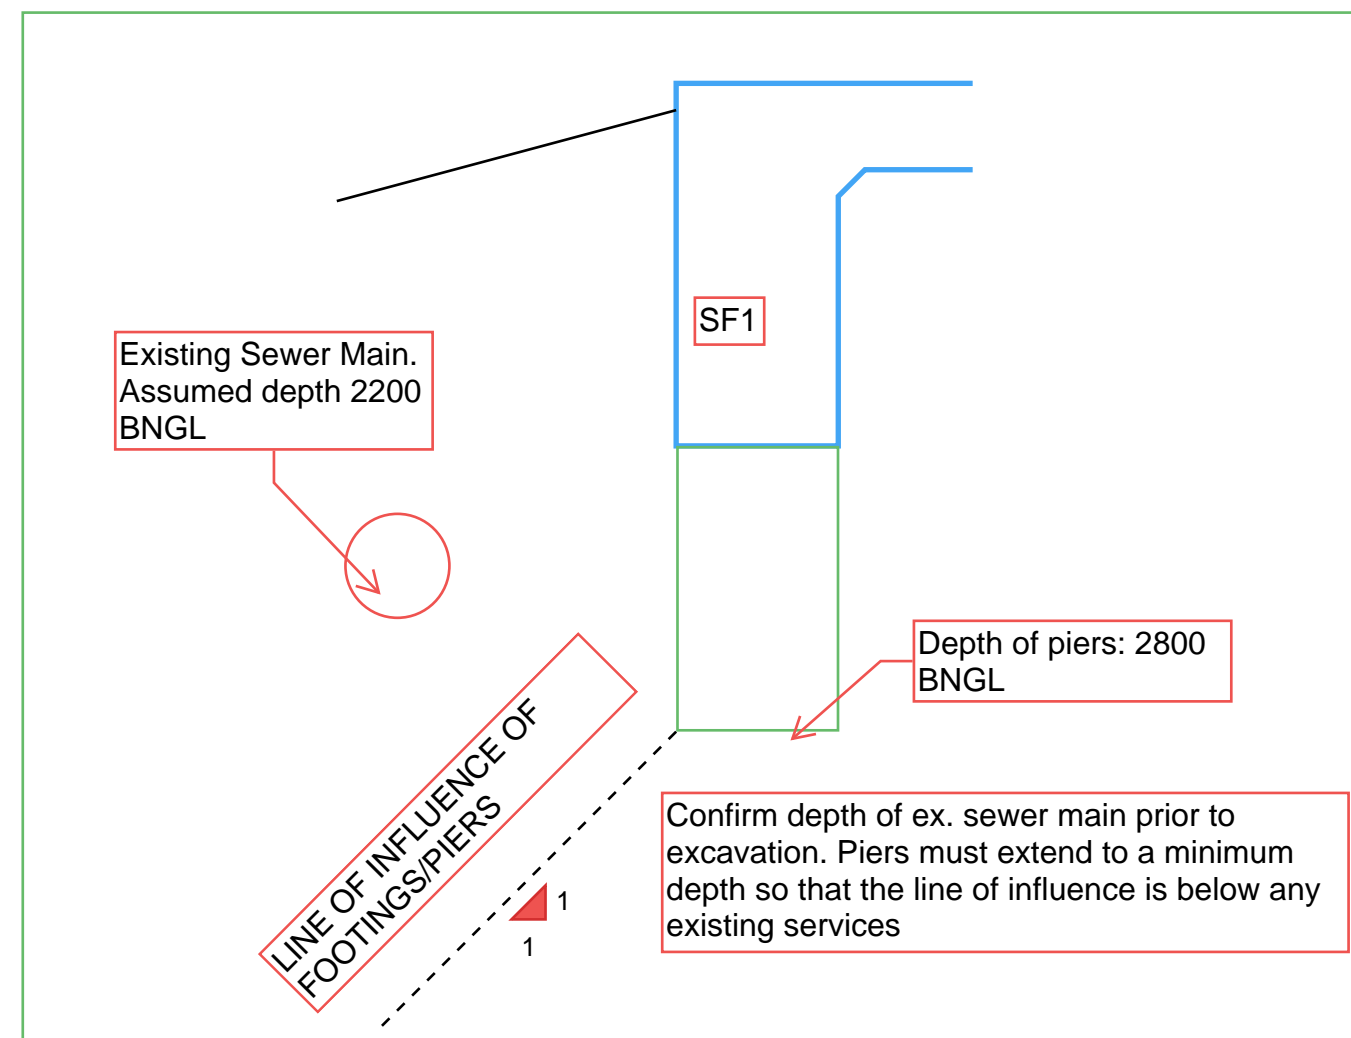 SF1
Existing Sewer Main.
Assumed depth 2200
BNGL
Depth of piers: 2800
BNGL
LINE OF INFLUENCE OF
FOOTINGS/PIERS
1
1
Confirm depth of ex. sewer main prior to
excavation. Piers must extend to a minimum
depth so that the line of influence is below any
existing services